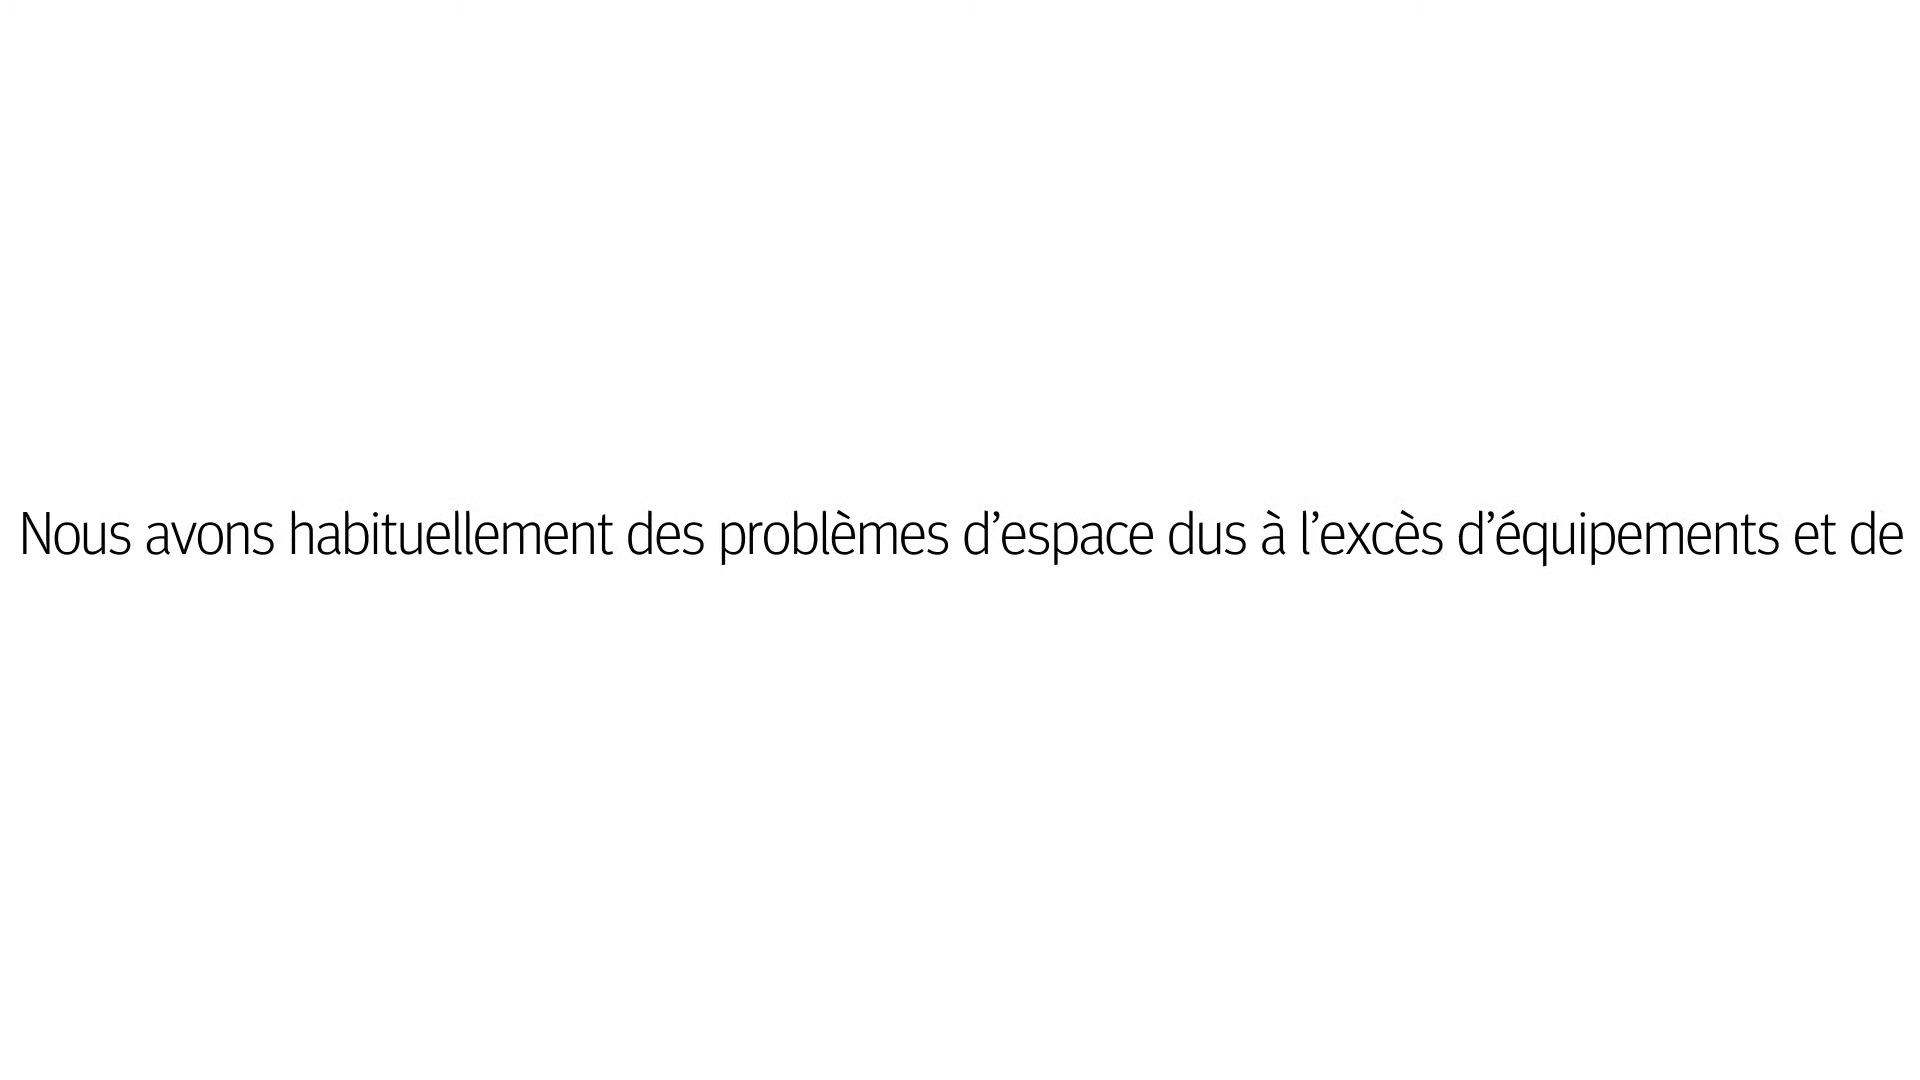 Nous avons habituellement des problèmes d’espace dus à l’excès d’équipements et de